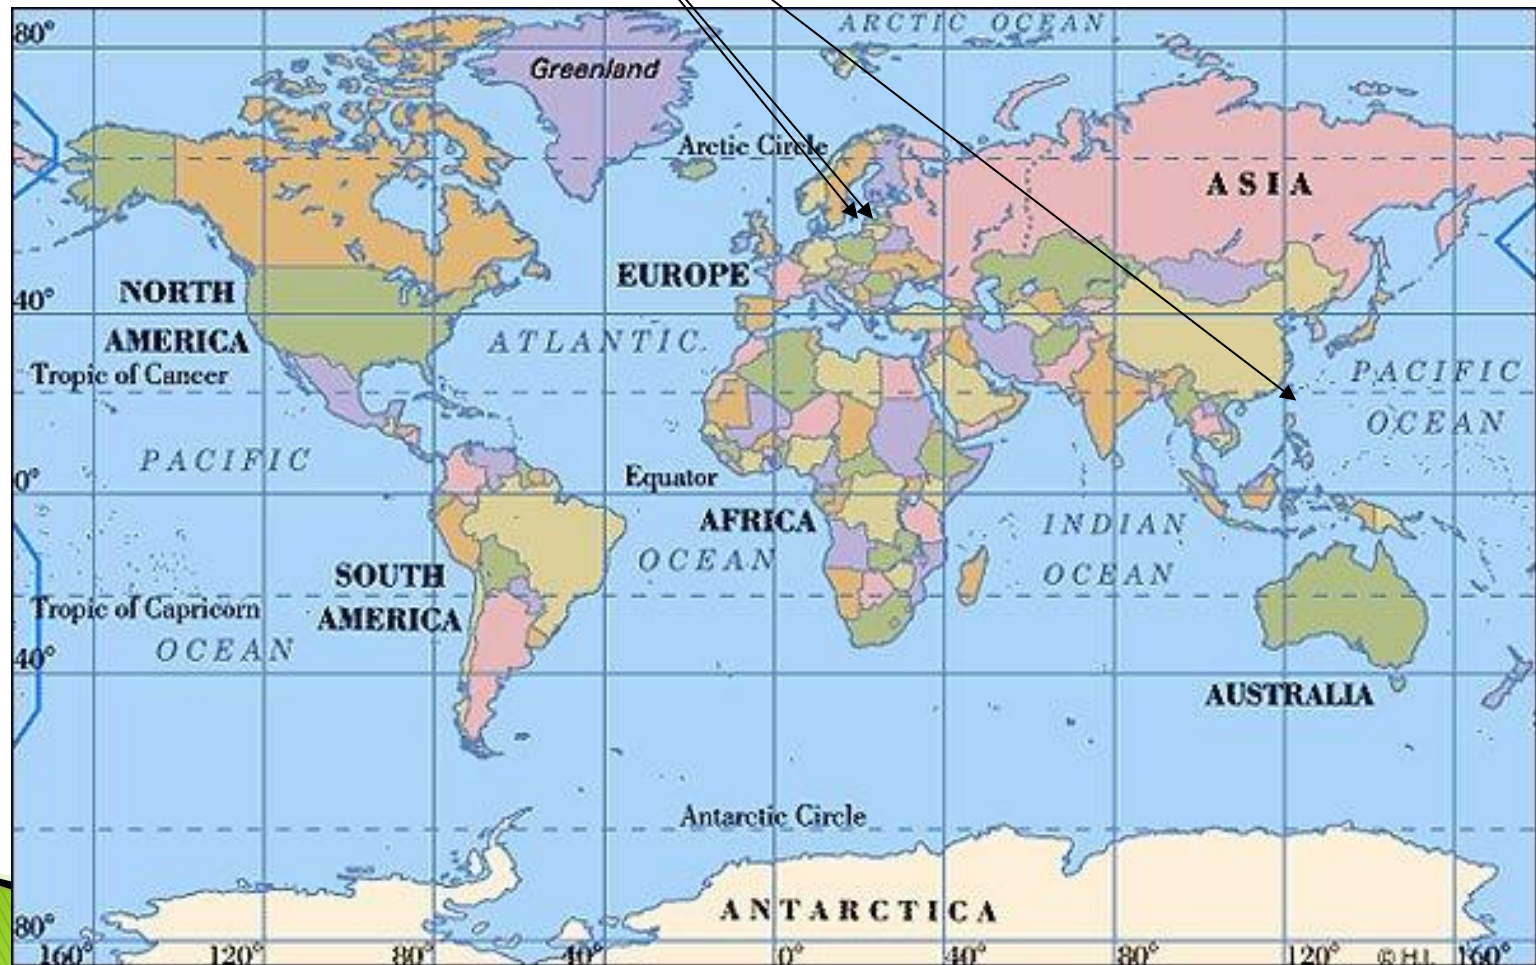 80°
ARCTIC OCEAN
Greenland
Arctic Circle
ASIA
EUROPE
NORTH
AMERICA
40°
ATLANTIC
Tropic of Cancer
PACIFIC
OCEAN
PACIFIC
Equator
0°
AFRICA
OCEAN
INDIAN
OCEAN
SOUTH
AMERICA
Tropic of Capricorn
OCEAN
40°
AUSTRALIA
Antarctic Circle
ANTARCTICA
80°
160° 120° 80° 40° 0° 40° 80° 120° © H.I. 160°